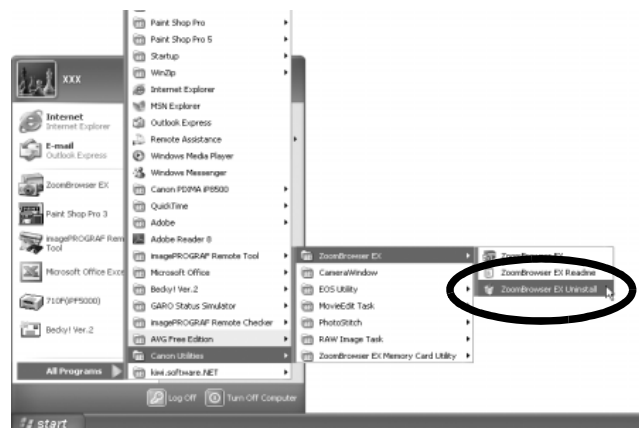 Paint Shop Pro
Paint Shop Pro 5
Startup
WinZip
Internet Explorer
MSN Explorer
Outlook Express
Remote Assistance
Windows Media Player
Windows Messenger
Canon PIXMA iP8500
QuickTime
Adobe
Adobe Reader 8
imagePROGRAF Remote Tool
Microsoft Office
Becky! Ver.2
GARO Status Simulator
imagePROGRAF Remote Checker
AVG Free Edition
Canon Utilities
kiwi.software.NET
xxx
Internet
Internet Explorer
E-mail
Outlook Express
ZoomBrowser EX
Paint Shop Pro 3
imagePROGRAF Rem
Tool
Microsoft Office Exce
710F(iPF5000)
Becky! Ver.2
All Programs
ZoomBrowser EX
CameraWindow
EOS Utility
MovieEdit Task
PhotoStitch
RAW Image Task
ZoomBrowser EX Memory Card Utility
ZoomBrowser EX
ZoomBrowser EX Readme
ZoomBrowser EX Uninstall
Log Off
Turn Off Computer
start